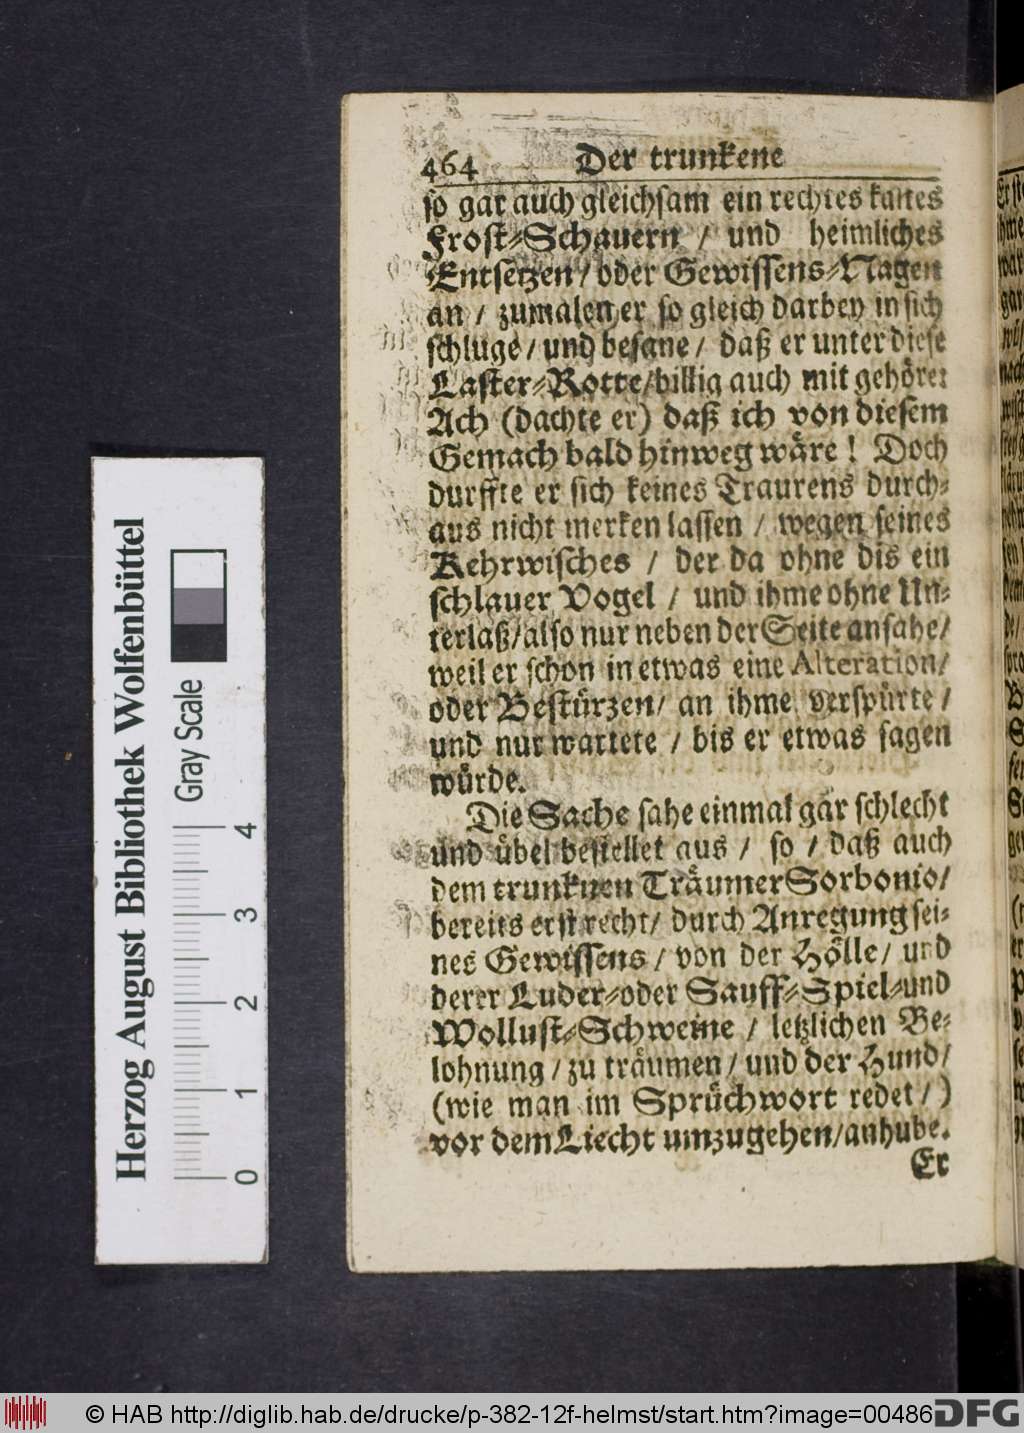 464 Der trunkene
so gar auch gleichsam ein rechtes kaltes
Frost-Schauern / und heimliches
Entsetzen / oder Gewissens-Nagen
an / zumalen er so gleich darbey in sich
schluge / und besane / daß er unter diese
Laster-Rotte / billig auch mit gehöret
Ach (dachte er) daß ich von diesem
Gemach bald hinweg wåre! Doch
durffte er sich keines Traurens durch-
aus nicht merken lassen / wegen seines
Kehrwisches / der da ohne dis ein
schlauer Vogel / und ihme ohne Un-
terlaß / also nur neben der Seite ansahe /
weil er schon in etwas eine Alteration /
oder Bestürzen / an ihme verspürte /
und nur wartete / bis er etwas sagen
würde.
Die Sache sahe einmal gar schlecht
und übel bestellet aus / so / daß auch
dem trunknen Träumer Sorbonio /
bereits erst recht / durch Anregung sei-
nes Gewissens / von der Hölle / und
derer Luder-oder Sauff-Spiel-und
Wollust-Schweine / letzlichen Be-
lohnung / zu träumen / und der Hund /
(wie man im Sprüchwort redet / )
vor dem Liecht umzugehen / anhube.
Er
Herzog August Bibliothek Wolfenbüttel
Gray Scale
0 1 2 3 4
© HAB http://diglib.hab.de/drucke/p-382-12f-helmst/start.htm?image=00486
DFG